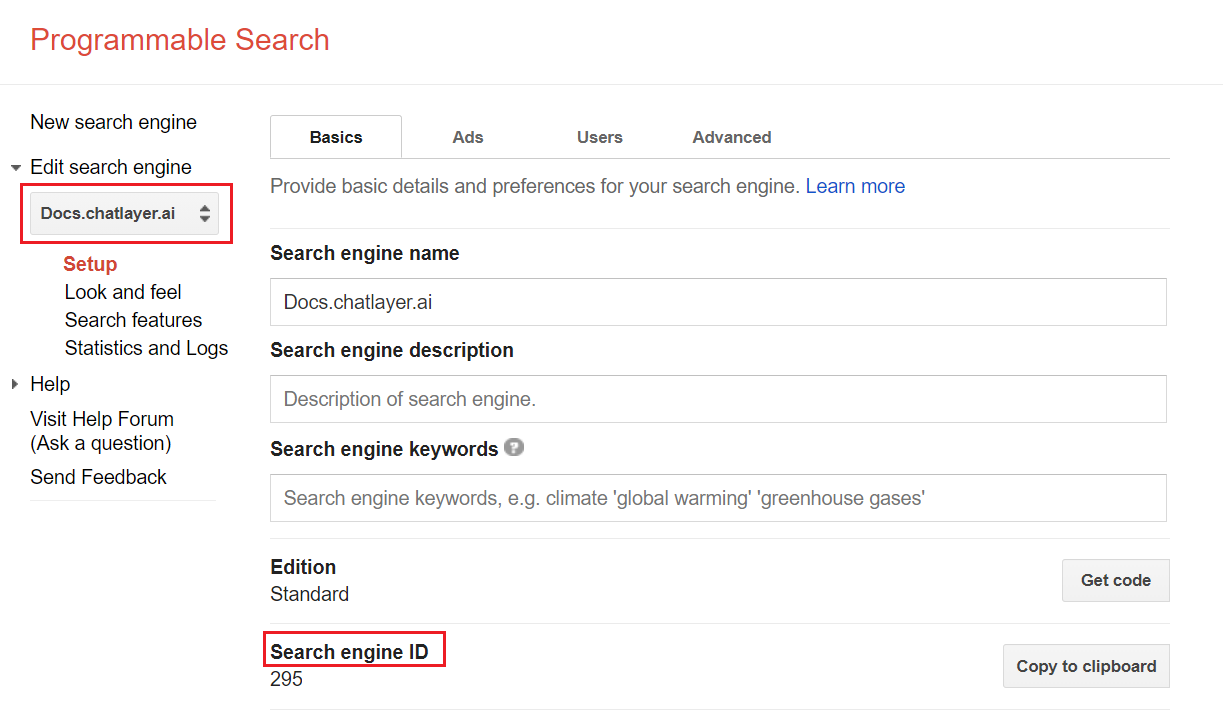 Programmable Search
New search engine
Edit search engine
Docs.chatlayer.ai
Setup
Look and feel
Search features
Statistics and Logs
Help
Visit Help Forum
(Ask a question)
Send Feedback
Basics Ads Users Advanced
Provide basic details and preferences for your search engine. Learn more
Search engine name
Docs.chatlayer.ai
Search engine description
Description of search engine.
Search engine keywords ?
Search engine keywords, e.g. climate 'global warming' 'greenhouse gases'
Edition
Standard
Get code
Search engine ID
295
Copy to clipboard